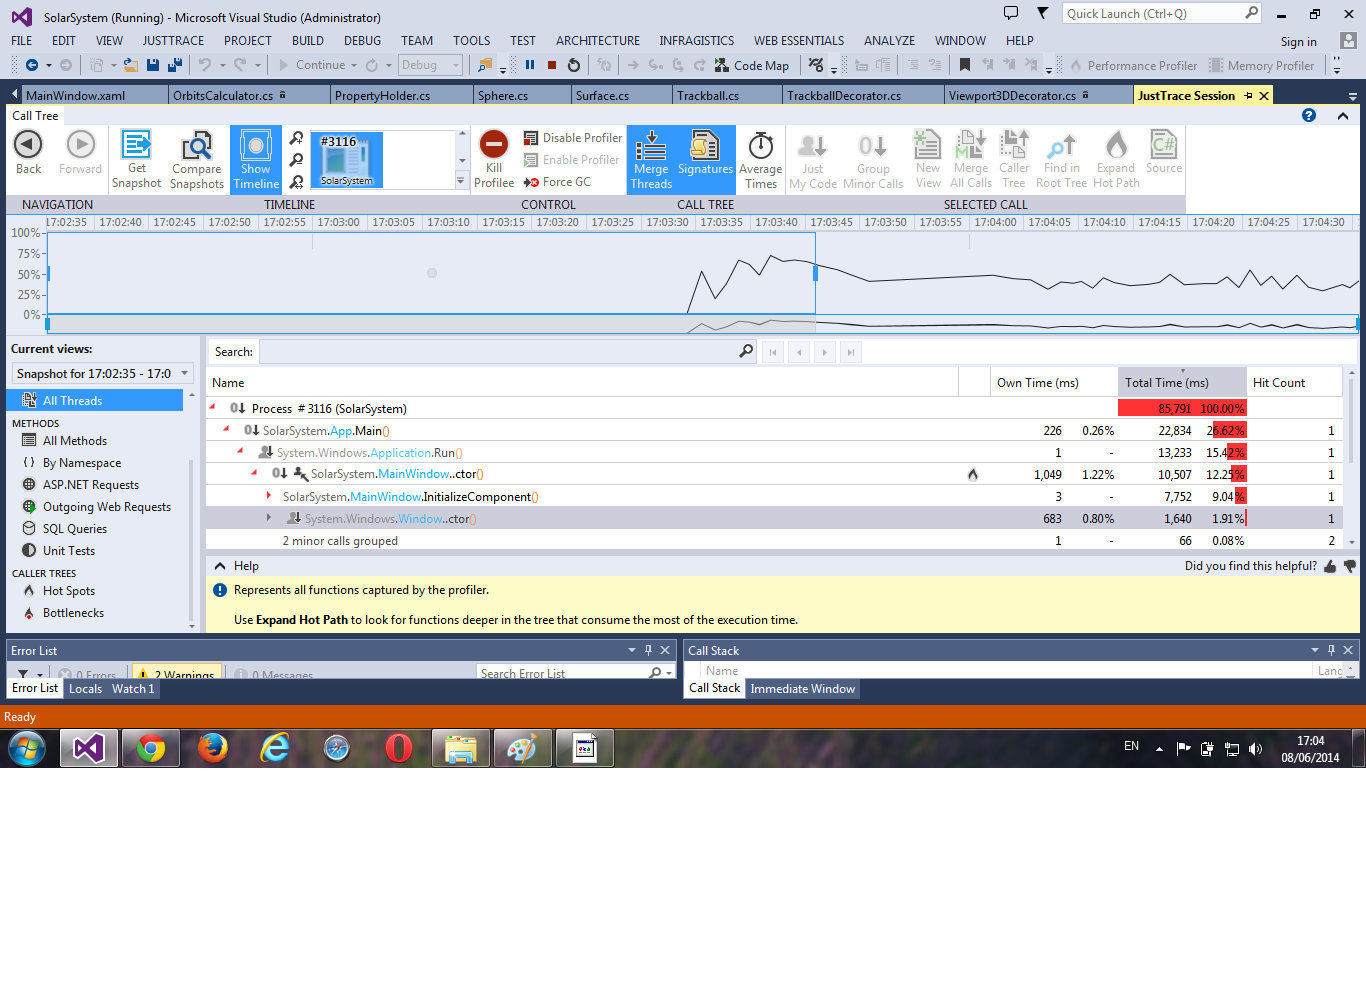 SolarSystem (Running) - Microsoft Visual Studio (Administrator)
Quick Launch (Ctrl+Q)
FILE EDIT VIEW JUSTTRACE PROJECT BUILD DEBUG TEAM TOOLS TEST ARCHITECTURE INFRAGISTICS WEB ESSENTIALS ANALYZE WINDOW HELP
Sign in
Continue Debug Code Map Performance Profiler Memory Profiler
MainWindow.xaml OrbitsCalculator.cs PropertyHolder.cs Sphere.cs Surface.cs Trackball.cs TrackballDecorator.cs Viewport3DDecorator.cs JustTrace Session
Call Tree
Back Forward Get Snapshot Compare Snapshots Show Timeline
#3116
SolarSystem
Kill Profilee
Disable Profiler
Enable Profiler
Force GC
Merge Threads Signatures Average Times Just My Code Group Minor Calls New View Merge All Calls Caller Tree Find in Root Tree Expand Hot Path Source
NAVIGATION TIMELINE CONTROL CALL TREE SELECTED CALL
17:02:35 17:02:40 17:02:45 17:02:50 17:02:55 17:03:00 17:03:05 17:03:10 17:03:15 17:03:20 17:03:25 17:03:30 17:03:35 17:03:40 17:03:45 17:03:50 17:03:55 17:04:00 17:04:05 17:04:10 17:04:15 17:04:20 17:04:25 17:04:30
100%
75%
50%
25%
0%
Current views:
Snapshot for 17:02:35 - 17:0
All Threads
METHODS
All Methods
By Namespace
ASP.NET Requests
Outgoing Web Requests
SQL Queries
Unit Tests
CALLER TREES
Hot Spots
Bottlenecks
Search:
Name Own Time (ms) Total Time (ms) Hit Count
Process # 3116 (SolarSystem) 85,791 100.00%
SolarSystem.App.Main() 226 0.26% 22,834 26.62% 1
System.Windows.Application.Run() 1 - 13,233 15.42% 1
SolarSystem.MainWindow..ctor() 1,049 1.22% 10,507 12.25% 1
SolarSystem.MainWindow.InitializeComponent() 3 - 7,752 9.04% 1
System.Windows.Window..ctor() 683 0.80% 1,640 1.91% 1
2 minor calls grouped 1 - 66 0.08% 2
Help
Did you find this helpful?
Represents all functions captured by the profiler.
Use Expand Hot Path to look for functions deeper in the tree that consume the most of the execution time.
Error List
0 Errors 2 Warnings 0 Messages Search Error List
Error List Locals Watch 1
Call Stack
Name Lang
Call Stack Immediate Window
Ready
EN
17:04
08/06/2014